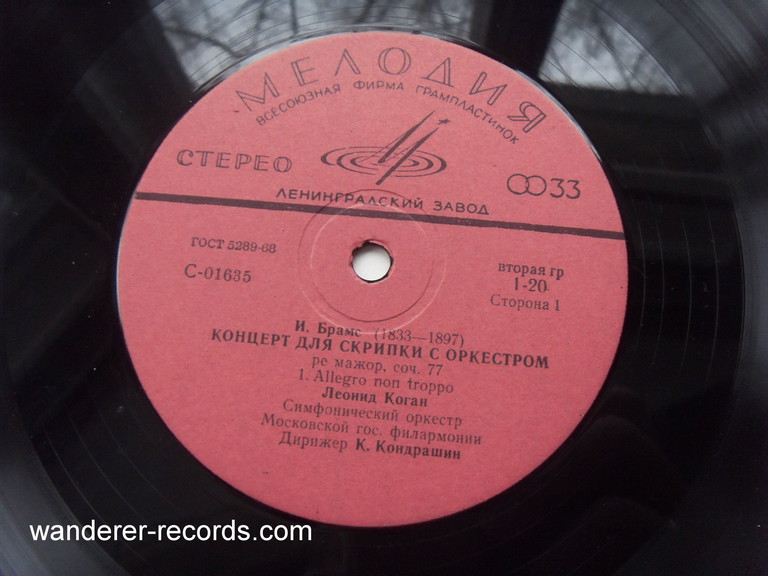 МЕЛОДИЯ
ВСЕСОЮЗНАЯ ФИРМА ГРАМПЛАСТИНОК
СТЕРЕО
33
ЛЕНИНГРАДСКИЙ ЗАВОД
ГОСТ 5289-68
С-01635
вторая гр
1-20
Сторона 1
И. Брамс (1833—1897)
КОНЦЕРТ ДЛЯ СКРИПКИ С ОРКЕСТРОМ
ре мажор, соч. 77
1. Allegro non troppo
Леонид Коган
Симфонический оркестр
Московской гос. филармонии
Дирижер К. Кондрашин
wanderer-records.com